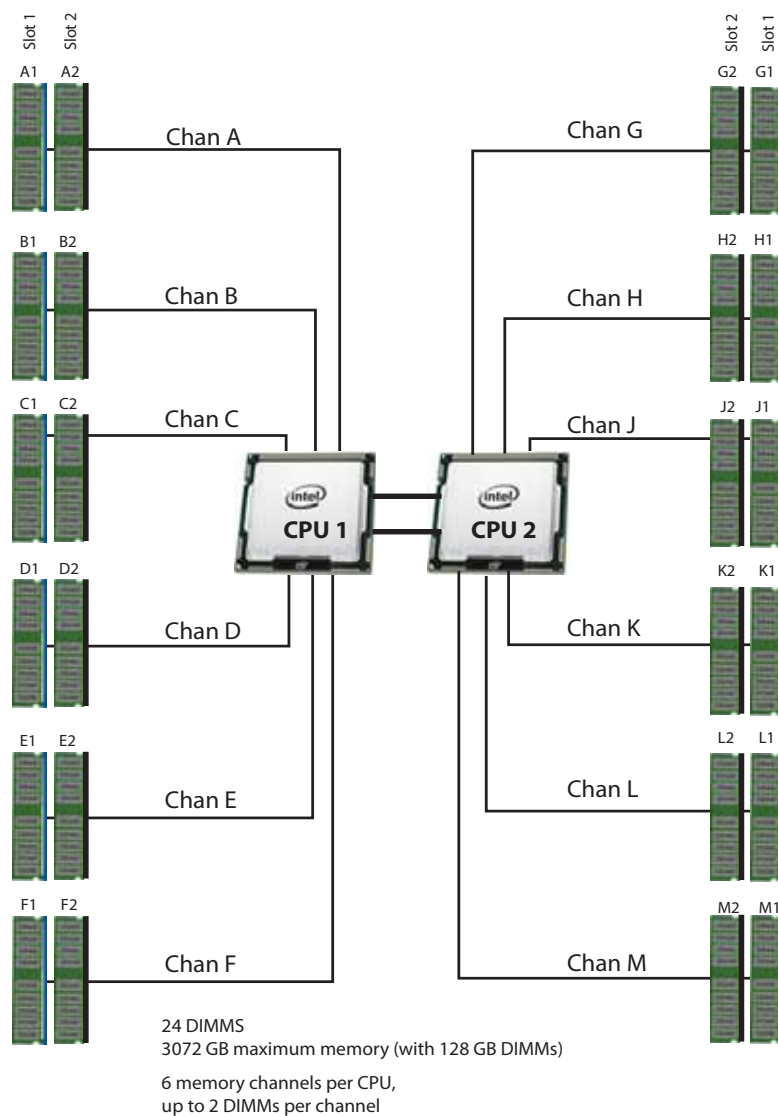 Slot 1
Slot 2
Slot 2
Slot 1
A1 A2
G2 G1
Chan A
Chan G
B1 B2
H2 H1
Chan B
Chan H
C1 C2
J2 J1
Chan C
Chan J
intel
CPU 1
intel
CPU 2
D1 D2
K2 K1
Chan D
Chan K
E1 E2
L2 L1
Chan E
Chan L
F1 F2
M2 M1
Chan F
Chan M
24 DIMMS
3072 GB maximum memory (with 128 GB DIMMs)
6 memory channels per CPU,
up to 2 DIMMs per channel